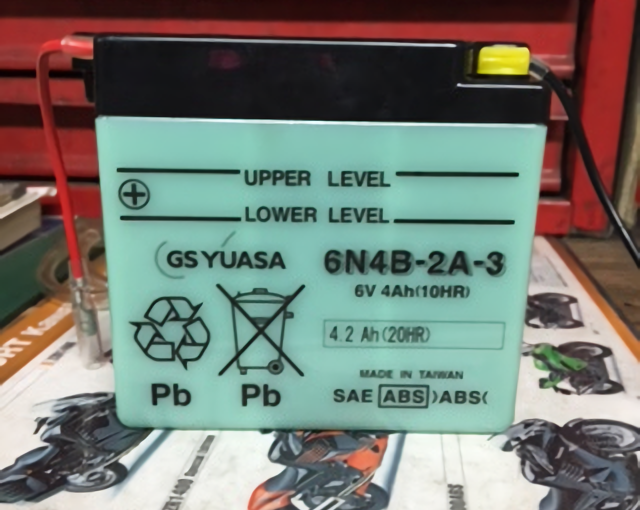 UPPER LEVEL
LOWER LEVEL
GS YUASA
6N4B-2A-3
6V 4Ah(10HR)
4.2 Ah(20HR)
MADE IN TAIWAN
Pb Pb
SAE ABS >ABS<